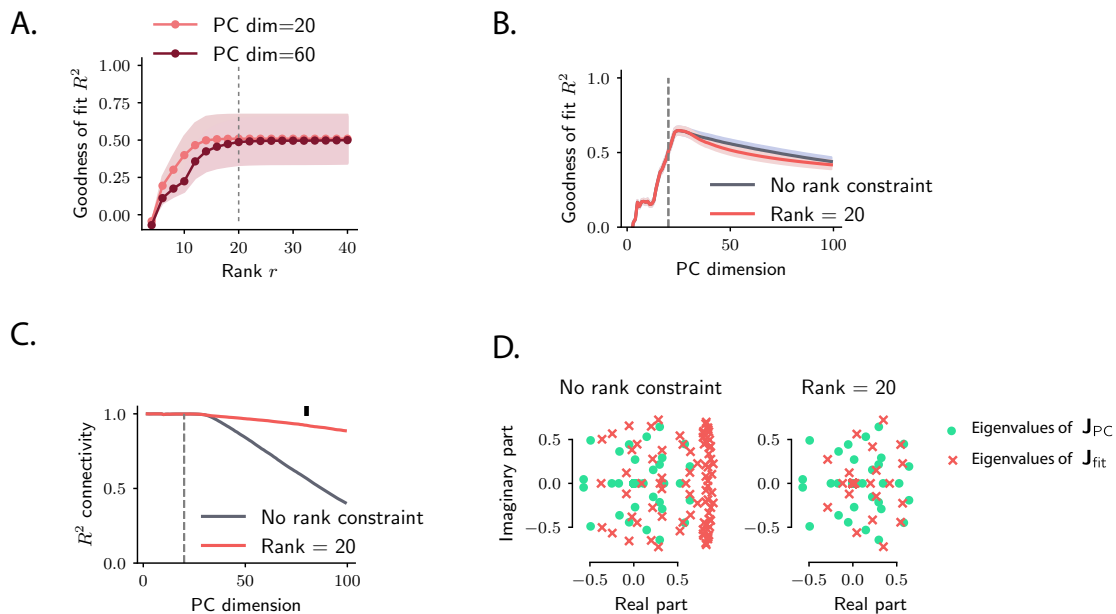 A.
PC dim=20
PC dim=60
Goodness of fit R²
1.00
0.75
0.50
0.25
0.00
10
20
30
40
Rank r
B.
Goodness of fit R²
1.0
0.5
0.0
No rank constraint
Rank = 20
0
50
100
PC dimension
C.
R² connectivity
1.0
0.5
0.0
No rank constraint
Rank = 20
0
50
100
PC dimension
D.
No rank constraint
Rank = 20
Imaginary part
0.5
0.0
−0.5
−0.5
0.0
0.5
Real part
0.5
0.0
−0.5
−0.5
0.0
0.5
Real part
Eigenvalues of J_PC
Eigenvalues of J_fit